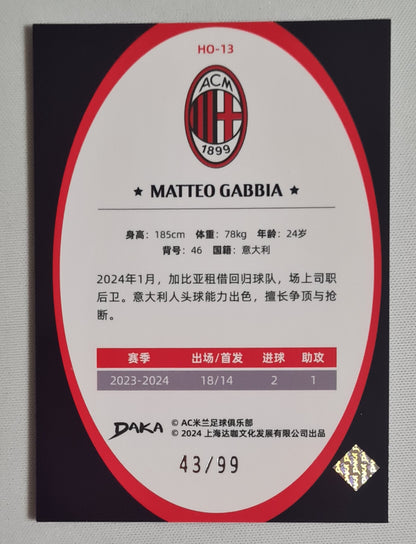 HO-13
ACM
1899
★ MATTEO GABBIA ★
身高：185cm 体重：78kg 年龄：24岁
背号：46 国籍：意大利
2024年1月，加比亚租借回归球队，场上司职
后卫。意大利人头球能力出色，擅长争顶与抢
断。
赛季 出场/首发 进球 助攻
2023-2024 18/14 2 1
DAKA
© AC米兰足球俱乐部
© 2024 上海达咖文化发展有限公司出品
43/99